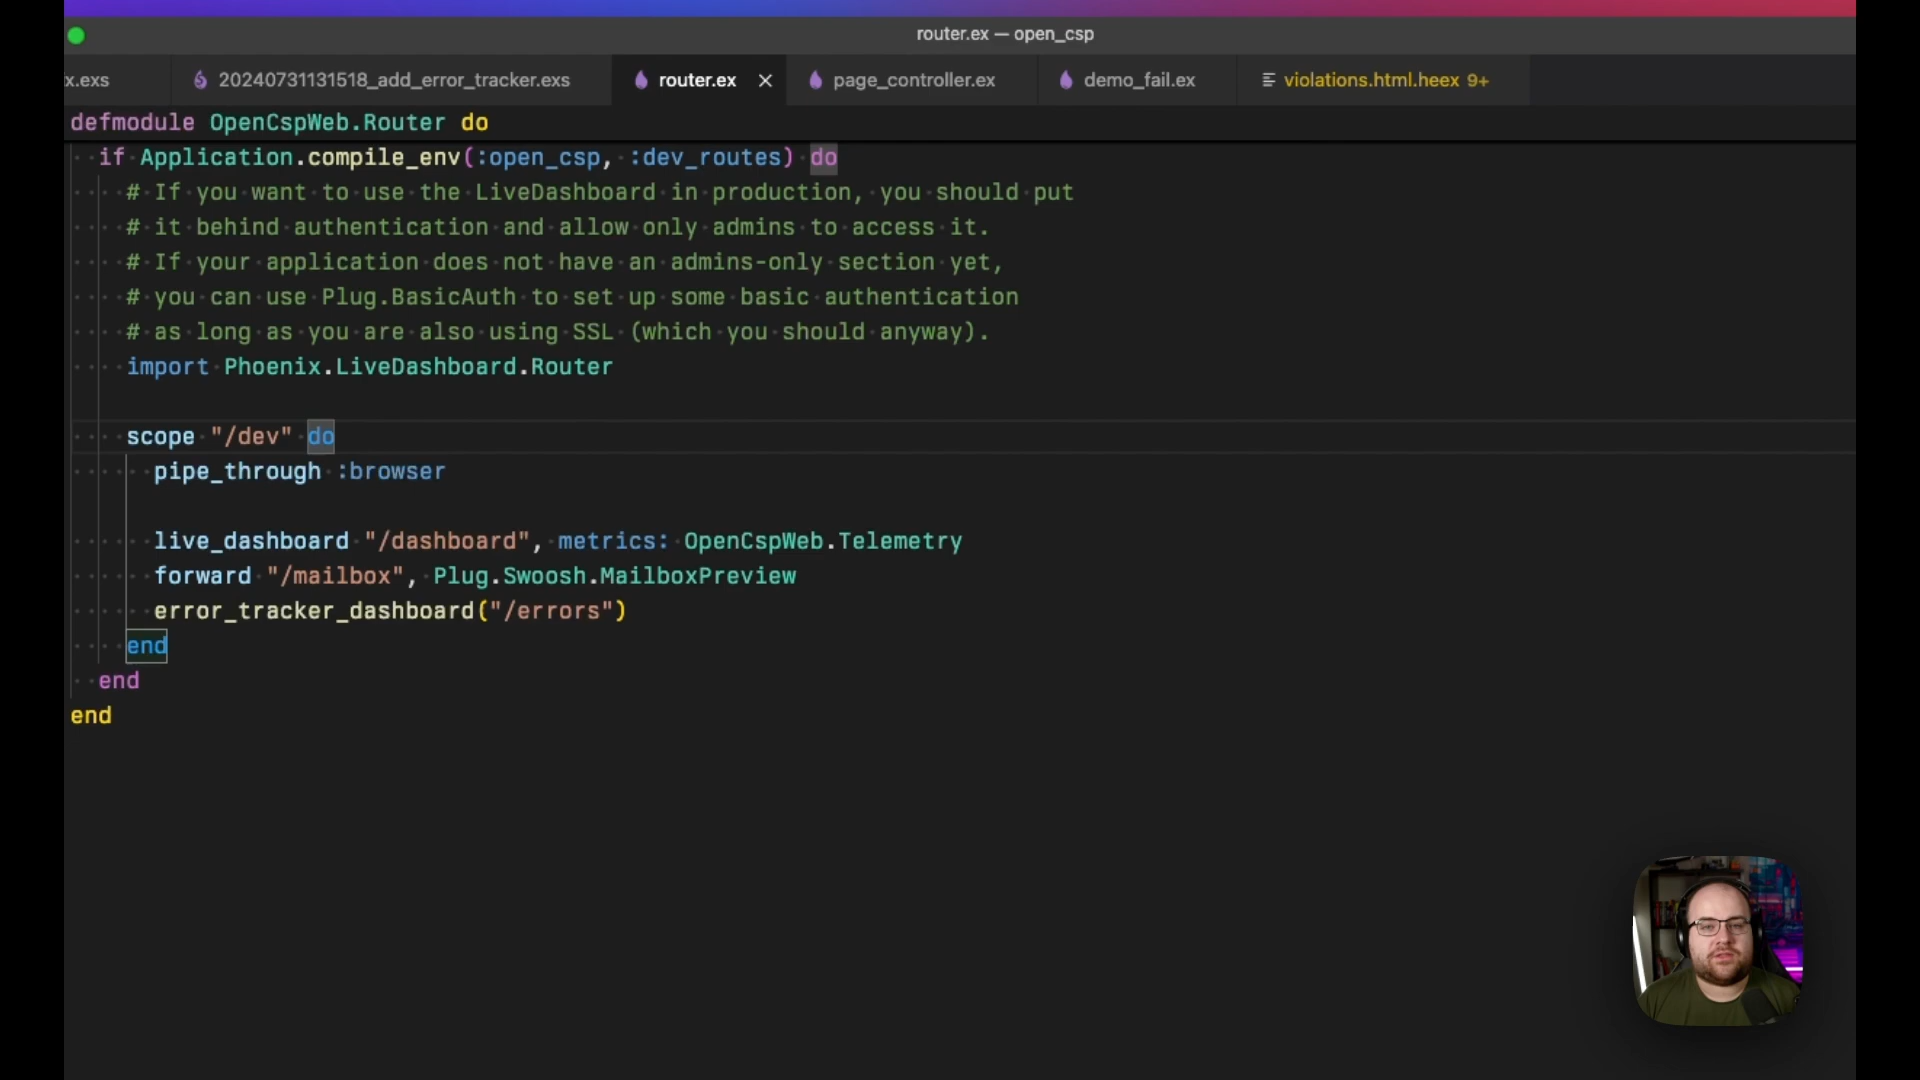 router.ex — open_csp
x.exs
20240731131518_add_error_tracker.exs
router.ex
page_controller.ex
demo_fail.ex
violations.html.heex 9+
defmodule OpenCspWeb.Router do
if Application.compile_env(:open_csp, :dev_routes) do
# If you want to use the LiveDashboard in production, you should put
# it behind authentication and allow only admins to access it.
# If your application does not have an admins-only section yet,
# you can use Plug.BasicAuth to set up some basic authentication
# as long as you are also using SSL (which you should anyway).
import Phoenix.LiveDashboard.Router
scope "/dev" do
pipe_through :browser
live_dashboard "/dashboard", metrics: OpenCspWeb.Telemetry
forward "/mailbox", Plug.Swoosh.MailboxPreview
error_tracker_dashboard("/errors")
end
end
end